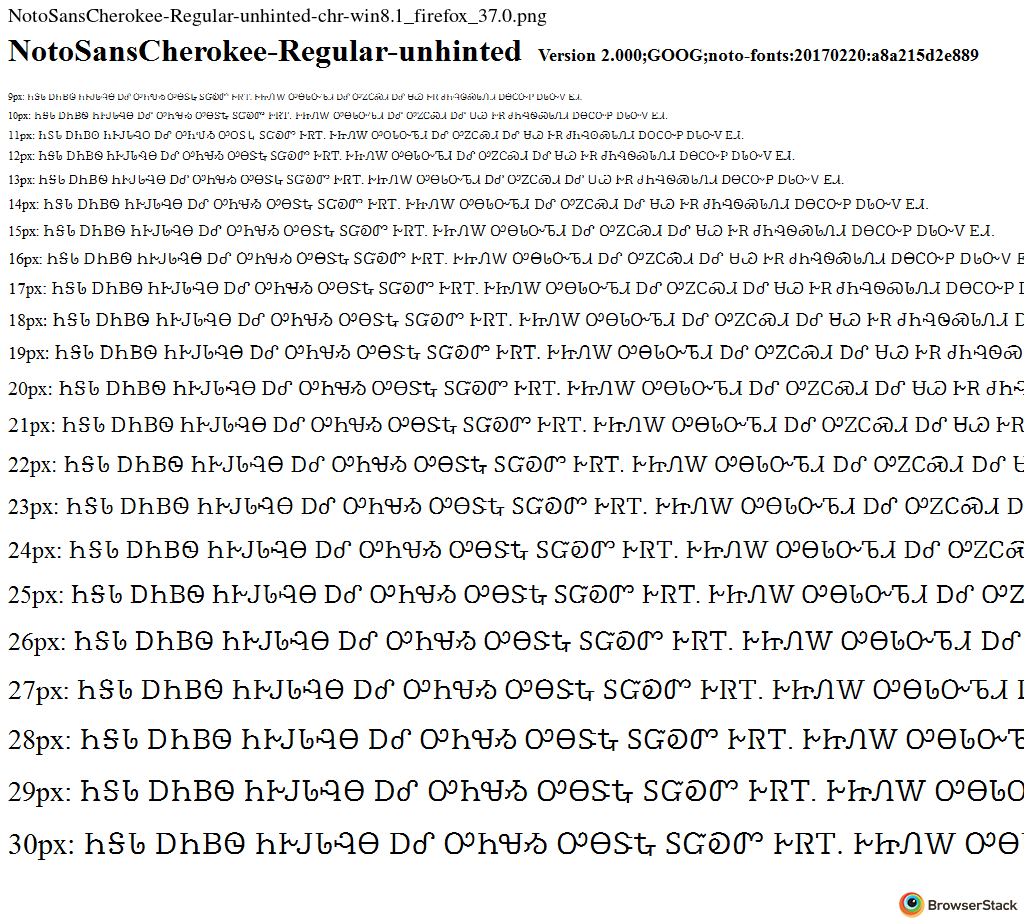 NotoSansCherokee-Regular-unhinted-chr-win8.1_firefox_37.0.png
NotoSansCherokee-Regular-unhinted Version 2.000;GOOG;noto-fonts:20170220:a8a215d2e889
9px: ᏂᎦᏓ ᎠᏂᏴᏫ ᏂᎨᎫᏓᎸᎾ ᎠᎴ ᎤᏂᏠᏱ ᎤᎾᏕᎿ ᏚᏳᎧᏛ ᎨᏒᎢ. ᎨᏥᏁᎳ ᎤᎾᏓᏅᏖᏗ ᎠᎴ ᎤᏃᏟᏍᏗ ᎠᎴ ᏌᏊ ᎨᏒ ᏧᏂᎸᏫᏍᏓᏁᏗ ᎠᎾᏟᏅᏢ ᎠᏓᏅᏙ ᎬᏗ.
10px: ᏂᎦᏓ ᎠᏂᏴᏫ ᏂᎨᎫᏓᎸᎾ ᎠᎴ ᎤᏂᏠᏱ ᎤᎾᏕᎿ ᏚᏳᎧᏛ ᎨᏒᎢ. ᎨᏥᏁᎳ ᎤᎾᏓᏅᏖᏗ ᎠᎴ ᎤᏃᏟᏍᏗ ᎠᎴ ᏌᏊ ᎨᏒ ᏧᏂᎸᏫᏍᏓᏁᏗ ᎠᎾᏟᏅᏢ ᎠᏓᏅᏙ ᎬᏗ.
11px: ᏂᎦᏓ ᎠᏂᏴᏫ ᏂᎨᎫᏓᎸᎾ ᎠᎴ ᎤᏂᏠᏱ ᎤᎾᏕᎿ ᏚᏳᎧᏛ ᎨᏒᎢ. ᎨᏥᏁᎳ ᎤᎾᏓᏅᏖᏗ ᎠᎴ ᎤᏃᏟᏍᏗ ᎠᎴ ᏌᏊ ᎨᏒ ᏧᏂᎸᏫᏍᏓᏁᏗ ᎠᎾᏟᏅᏢ ᎠᏓᏅᏙ ᎬᏗ.
12px: ᏂᎦᏓ ᎠᏂᏴᏫ ᏂᎨᎫᏓᎸᎾ ᎠᎴ ᎤᏂᏠᏱ ᎤᎾᏕᎿ ᏚᏳᎧᏛ ᎨᏒᎢ. ᎨᏥᏁᎳ ᎤᎾᏓᏅᏖᏗ ᎠᎴ ᎤᏃᏟᏍᏗ ᎠᎴ ᏌᏊ ᎨᏒ ᏧᏂᎸᏫᏍᏓᏁᏗ ᎠᎾᏟᏅᏢ ᎠᏓᏅᏙ ᎬᏗ.
13px: ᏂᎦᏓ ᎠᏂᏴᏫ ᏂᎨᎫᏓᎸᎾ ᎠᎴ ᎤᏂᏠᏱ ᎤᎾᏕᎿ ᏚᏳᎧᏛ ᎨᏒᎢ. ᎨᏥᏁᎳ ᎤᎾᏓᏅᏖᏗ ᎠᎴ ᎤᏃᏟᏍᏗ ᎠᎴ ᏌᏊ ᎨᏒ ᏧᏂᎸᏫᏍᏓᏁᏗ ᎠᎾᏟᏅᏢ ᎠᏓᏅᏙ ᎬᏗ.
14px: ᏂᎦᏓ ᎠᏂᏴᏫ ᏂᎨᎫᏓᎸᎾ ᎠᎴ ᎤᏂᏠᏱ ᎤᎾᏕᎿ ᏚᏳᎧᏛ ᎨᏒᎢ. ᎨᏥᏁᎳ ᎤᎾᏓᏅᏖᏗ ᎠᎴ ᎤᏃᏟᏍᏗ ᎠᎴ ᏌᏊ ᎨᏒ ᏧᏂᎸᏫᏍᏓᏁᏗ ᎠᎾᏟᏅᏢ ᎠᏓᏅᏙ ᎬᏗ.
15px: ᏂᎦᏓ ᎠᏂᏴᏫ ᏂᎨᎫᏓᎸᎾ ᎠᎴ ᎤᏂᏠᏱ ᎤᎾᏕᎿ ᏚᏳᎧᏛ ᎨᏒᎢ. ᎨᏥᏁᎳ ᎤᎾᏓᏅᏖᏗ ᎠᎴ ᎤᏃᏟᏍᏗ ᎠᎴ ᏌᏊ ᎨᏒ ᏧᏂᎸᏫᏍᏓᏁᏗ ᎠᎾᏟᏅᏢ ᎠᏓᏅᏙ ᎬᏗ.
16px: ᏂᎦᏓ ᎠᏂᏴᏫ ᏂᎨᎫᏓᎸᎾ ᎠᎴ ᎤᏂᏠᏱ ᎤᎾᏕᎿ ᏚᏳᎧᏛ ᎨᏒᎢ. ᎨᏥᏁᎳ ᎤᎾᏓᏅᏖᏗ ᎠᎴ ᎤᏃᏟᏍᏗ ᎠᎴ ᏌᏊ ᎨᏒ ᏧᏂᎸᏫᏍᏓᏁᏗ ᎠᎾᏟᏅᏢ ᎠᏓᏅᏙ Ꭼ
17px: ᏂᎦᏓ ᎠᏂᏴᏫ ᏂᎨᎫᏓᎸᎾ ᎠᎴ ᎤᏂᏠᏱ ᎤᎾᏕᎿ ᏚᏳᎧᏛ ᎨᏒᎢ. ᎨᏥᏁᎳ ᎤᎾᏓᏅᏖᏗ ᎠᎴ ᎤᏃᏟᏍᏗ ᎠᎴ ᏌᏊ ᎨᏒ ᏧᏂᎸᏫᏍᏓᏁᏗ ᎠᎾᏟᏅᏢ Ꭰ
18px: ᏂᎦᏓ ᎠᏂᏴᏫ ᏂᎨᎫᏓᎸᎾ ᎠᎴ ᎤᏂᏠᏱ ᎤᎾᏕᎿ ᏚᏳᎧᏛ ᎨᏒᎢ. ᎨᏥᏁᎳ ᎤᎾᏓᏅᏖᏗ ᎠᎴ ᎤᏃᏟᏍᏗ ᎠᎴ ᏌᏊ ᎨᏒ ᏧᏂᎸᏫᏍᏓᏁᏗ Ꭰ
19px: ᏂᎦᏓ ᎠᏂᏴᏫ ᏂᎨᎫᏓᎸᎾ ᎠᎴ ᎤᏂᏠᏱ ᎤᎾᏕᎿ ᏚᏳᎧᏛ ᎨᏒᎢ. ᎨᏥᏁᎳ ᎤᎾᏓᏅᏖᏗ ᎠᎴ ᎤᏃᏟᏍᏗ ᎠᎴ ᏌᏊ ᎨᏒ ᏧᏂᎸᏫᏍ
20px: ᏂᎦᏓ ᎠᏂᏴᏫ ᏂᎨᎫᏓᎸᎾ ᎠᎴ ᎤᏂᏠᏱ ᎤᎾᏕᎿ ᏚᏳᎧᏛ ᎨᏒᎢ. ᎨᏥᏁᎳ ᎤᎾᏓᏅᏖᏗ ᎠᎴ ᎤᏃᏟᏍᏗ ᎠᎴ ᏌᏊ ᎨᏒ ᏧᏂᎸ
21px: ᏂᎦᏓ ᎠᏂᏴᏫ ᏂᎨᎫᏓᎸᎾ ᎠᎴ ᎤᏂᏠᏱ ᎤᎾᏕᎿ ᏚᏳᎧᏛ ᎨᏒᎢ. ᎨᏥᏁᎳ ᎤᎾᏓᏅᏖᏗ ᎠᎴ ᎤᏃᏟᏍᏗ ᎠᎴ ᏌᏊ ᎨᏒ
22px: ᏂᎦᏓ ᎠᏂᏴᏫ ᏂᎨᎫᏓᎸᎾ ᎠᎴ ᎤᏂᏠᏱ ᎤᎾᏕᎿ ᏚᏳᎧᏛ ᎨᏒᎢ. ᎨᏥᏁᎳ ᎤᎾᏓᏅᏖᏗ ᎠᎴ ᎤᏃᏟᏍᏗ ᎠᎴ Ꮜ
23px: ᏂᎦᏓ ᎠᏂᏴᏫ ᏂᎨᎫᏓᎸᎾ ᎠᎴ ᎤᏂᏠᏱ ᎤᎾᏕᎿ ᏚᏳᎧᏛ ᎨᏒᎢ. ᎨᏥᏁᎳ ᎤᎾᏓᏅᏖᏗ ᎠᎴ ᎤᏃᏟᏍᏗ Ꭰ
24px: ᏂᎦᏓ ᎠᏂᏴᏫ ᏂᎨᎫᏓᎸᎾ ᎠᎴ ᎤᏂᏠᏱ ᎤᎾᏕᎿ ᏚᏳᎧᏛ ᎨᏒᎢ. ᎨᏥᏁᎳ ᎤᎾᏓᏅᏖᏗ ᎠᎴ ᎤᏃᏟᏍ
25px: ᏂᎦᏓ ᎠᏂᏴᏫ ᏂᎨᎫᏓᎸᎾ ᎠᎴ ᎤᏂᏠᏱ ᎤᎾᏕᎿ ᏚᏳᎧᏛ ᎨᏒᎢ. ᎨᏥᏁᎳ ᎤᎾᏓᏅᏖᏗ ᎠᎴ ᎤᏃ
26px: ᏂᎦᏓ ᎠᏂᏴᏫ ᏂᎨᎫᏓᎸᎾ ᎠᎴ ᎤᏂᏠᏱ ᎤᎾᏕᎿ ᏚᏳᎧᏛ ᎨᏒᎢ. ᎨᏥᏁᎳ ᎤᎾᏓᏅᏖᏗ ᎠᎴ
27px: ᏂᎦᏓ ᎠᏂᏴᏫ ᏂᎨᎫᏓᎸᎾ ᎠᎴ ᎤᏂᏠᏱ ᎤᎾᏕᎿ ᏚᏳᎧᏛ ᎨᏒᎢ. ᎨᏥᏁᎳ ᎤᎾᏓᏅᏖᏗ
28px: ᏂᎦᏓ ᎠᏂᏴᏫ ᏂᎨᎫᏓᎸᎾ ᎠᎴ ᎤᏂᏠᏱ ᎤᎾᏕᎿ ᏚᏳᎧᏛ ᎨᏒᎢ. ᎨᏥᏁᎳ ᎤᎾᏓᏅᏖ
29px: ᏂᎦᏓ ᎠᏂᏴᏫ ᏂᎨᎫᏓᎸᎾ ᎠᎴ ᎤᏂᏠᏱ ᎤᎾᏕᎿ ᏚᏳᎧᏛ ᎨᏒᎢ. ᎨᏥᏁᎳ ᎤᎾᏓᏅ
30px: ᏂᎦᏓ ᎠᏂᏴᏫ ᏂᎨᎫᏓᎸᎾ ᎠᎴ ᎤᏂᏠᏱ ᎤᎾᏕᎿ ᏚᏳᎧᏛ ᎨᏒᎢ. ᎨᏥᏁᎳ ᎤᎾ
BrowserStack